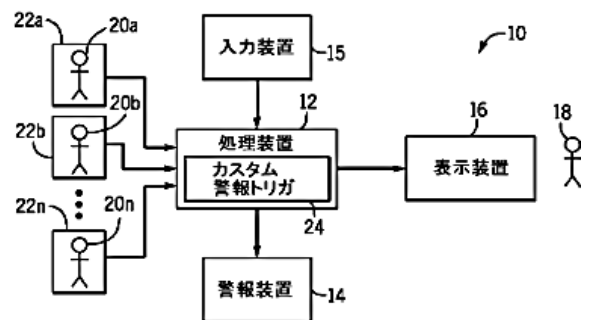 22a
20a
入力装置
15
10
20b
22b
12
処理装置
カスタム
警報トリガ
24
16
表示装置
18
22n
20n
警報装置
14